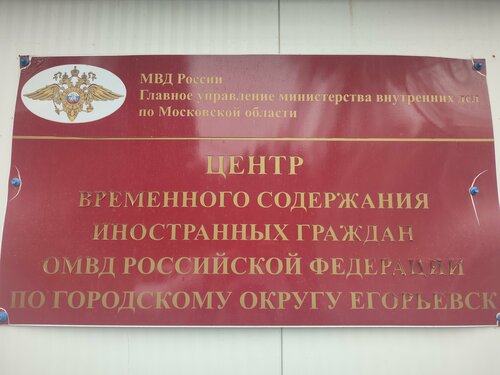 МВД России
Главное управление министерства внутренних дел
по Московской области
ЦЕНТР
ВРЕМЕННОГО СОДЕРЖАНИЯ
ИНОСТРАННЫХ ГРАЖДАН
ОМВД РОССИЙСКОЙ ФЕДЕРАЦИИ
ПО ГОРОДСКОМУ ОКРУГУ ЕГОРЬЕВСК